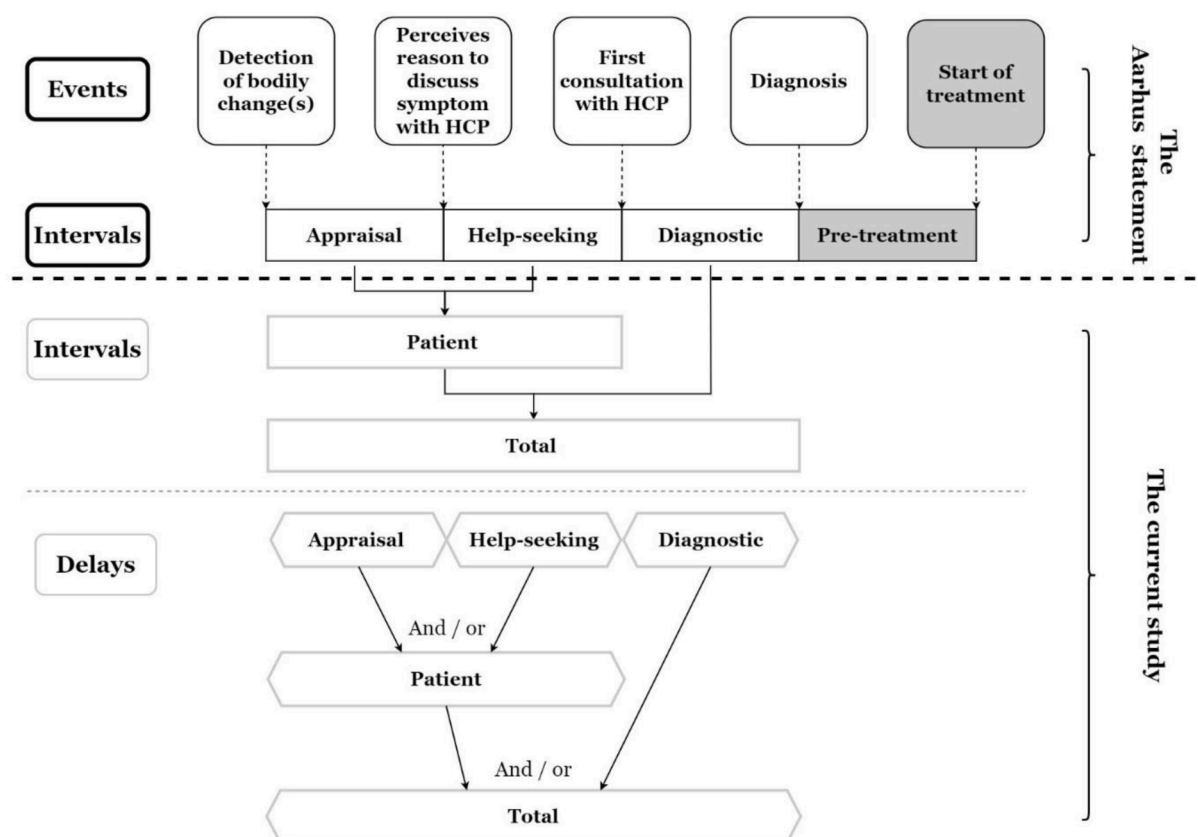 Events
Detection
of bodily
change(s)
Perceives
reason to
discuss
symptom
with HCP
First
consultation
with HCP
Diagnosis
Start of
treatment
The
Aarhus statement
Intervals
Appraisal
Help-seeking
Diagnostic
Pre-treatment
Intervals
Patient
Total
Delays
Appraisal
Help-seeking
Diagnostic
And / or
Patient
And / or
Total
The current study